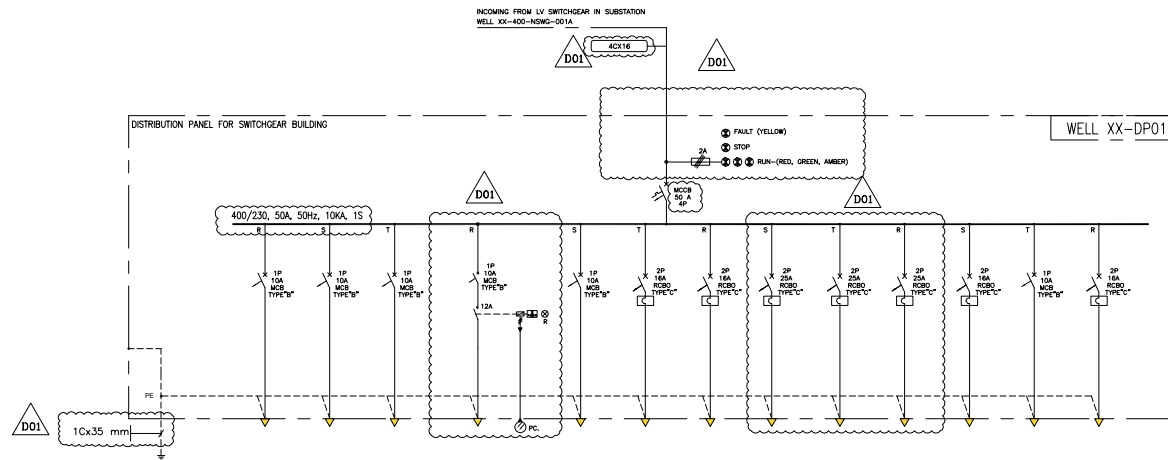 INCOMING FROM LV SWITCHGEAR IN SUBSTATION
WELL XX-400-NSWG-001A
4CX16
D01
D01
DISTRIBUTION PANEL FOR SWITCHGEAR BUILDING
WELL XX-DP01
FAULT (YELLOW)
STOP
2A
RUN-(RED, GREEN, AMBER)
MCCB
50 A
4P
D01
D01
400/230, 50A, 50Hz, 10KA, 1S
R
S
T
R
S
T
R
S
T
R
S
T
R
1P
10A
MCB
TYPE"B"
1P
10A
MCB
TYPE"B"
1P
10A
MCB
TYPE"B"
1P
10A
MCB
TYPE"B"
1P
10A
MCB
TYPE"B"
2P
16A
RCBO
TYPE"C"
2P
16A
RCBO
TYPE"C"
2P
25A
RCBO
TYPE"C"
2P
25A
RCBO
TYPE"C"
2P
25A
RCBO
TYPE"C"
2P
16A
RCBO
TYPE"C"
1P
10A
MCB
TYPE"B"
2P
16A
RCBO
TYPE"C"
12A
R
PE
PC.
D01
1Cx35 mm